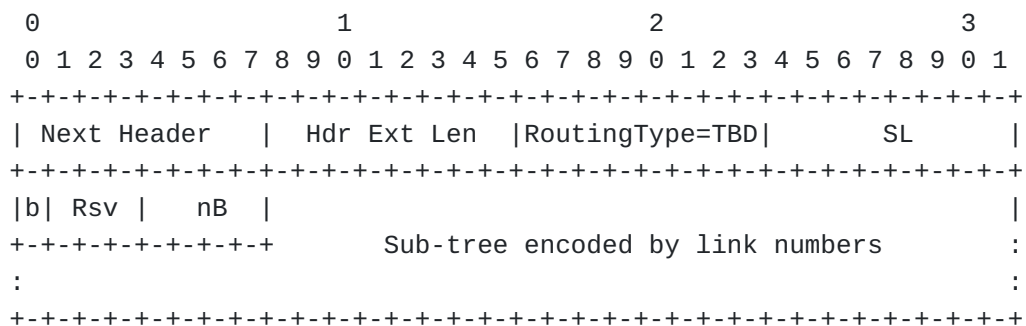 0                   1                   2                   3
 0 1 2 3 4 5 6 7 8 9 0 1 2 3 4 5 6 7 8 9 0 1 2 3 4 5 6 7 8 9 0 1
+-+-+-+-+-+-+-+-+-+-+-+-+-+-+-+-+-+-+-+-+-+-+-+-+-+-+-+-+-+-+-+-+
| Next Header   |  Hdr Ext Len  |RoutingType=TBD|       SL      |
+-+-+-+-+-+-+-+-+-+-+-+-+-+-+-+-+-+-+-+-+-+-+-+-+-+-+-+-+-+-+-+-+
|b| Rsv |   nB  |                                               |
+-+-+-+-+-+-+-+-+       Sub-tree encoded by link numbers        :
:                                                               :
+-+-+-+-+-+-+-+-+-+-+-+-+-+-+-+-+-+-+-+-+-+-+-+-+-+-+-+-+-+-+-+-+